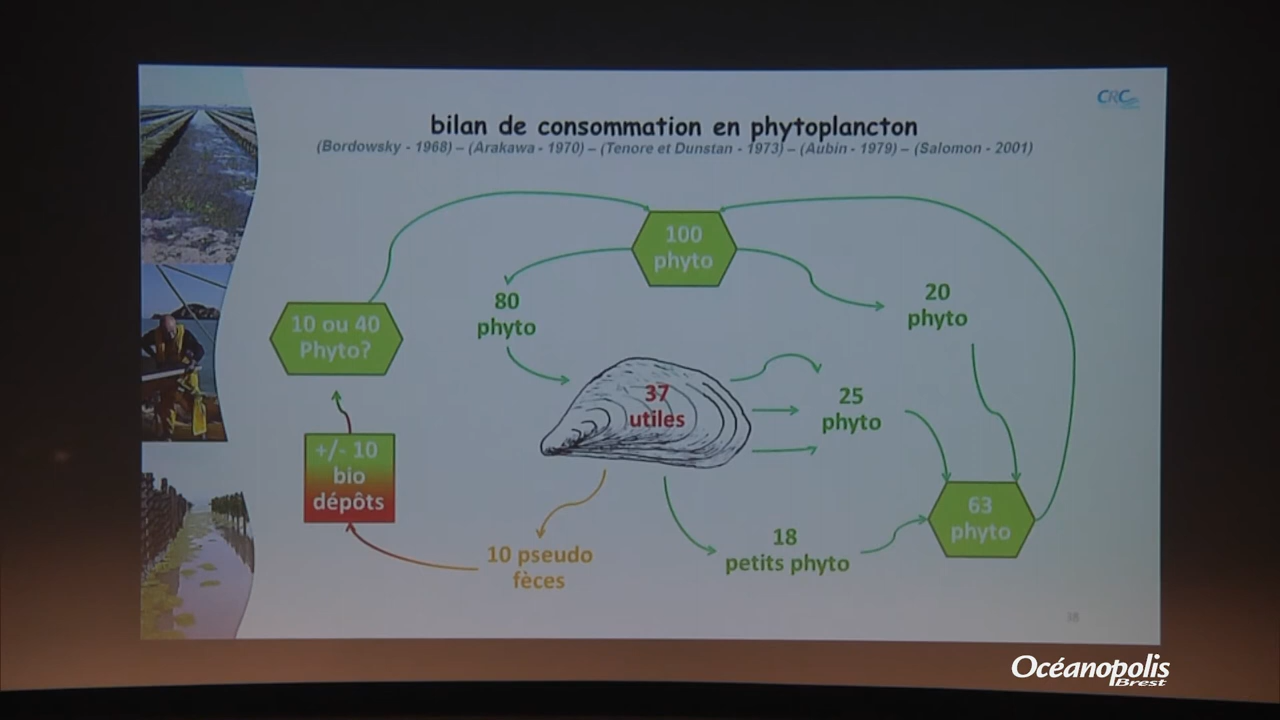 CRC
bilan de consommation en phytoplancton
(Bordowsky - 1968) – (Arakawa - 1970) – (Tenore et Dunstan - 1973) – (Aubin - 1979) – (Salomon - 2001)
100
phyto
80
phyto
20
phyto
10 ou 40
Phyto?
37
utiles
25
phyto
+/- 10
bio
dépôts
63
phyto
18
petits phyto
10 pseudo
fèces
Océanopolis
Brest